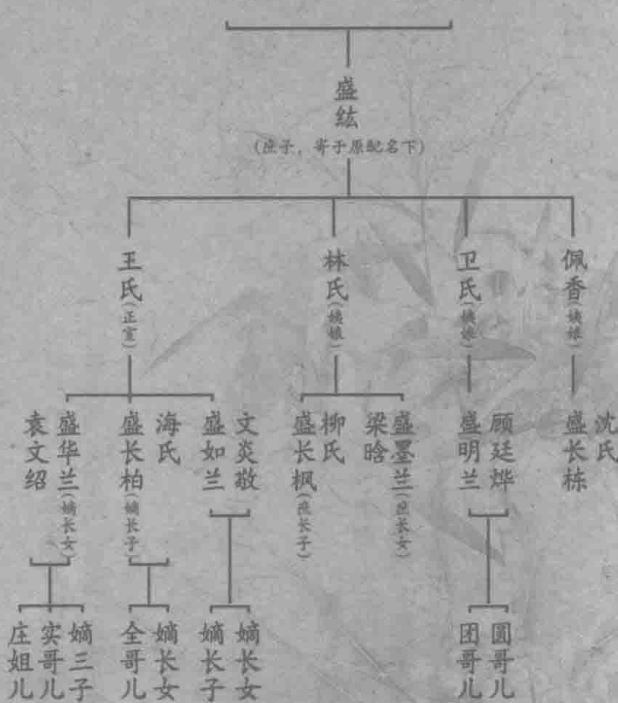 盛纮
(庶子，寄于原配名下)
王氏(正室)
林氏(姨娘)
卫氏(姨娘)
佩香(姨娘)
袁文绍
盛华兰(嫡长女)
盛长柏(嫡长子)
海氏
盛如兰
文炎敬
盛长枫(庶长子)
柳氏
梁晗
盛墨兰(庶长女)
盛明兰
顾廷烨
盛长栋
沈氏
庄姐儿
实哥儿
嫡三子
全哥儿
嫡长女
嫡长子
嫡长女
团哥儿
圆哥儿